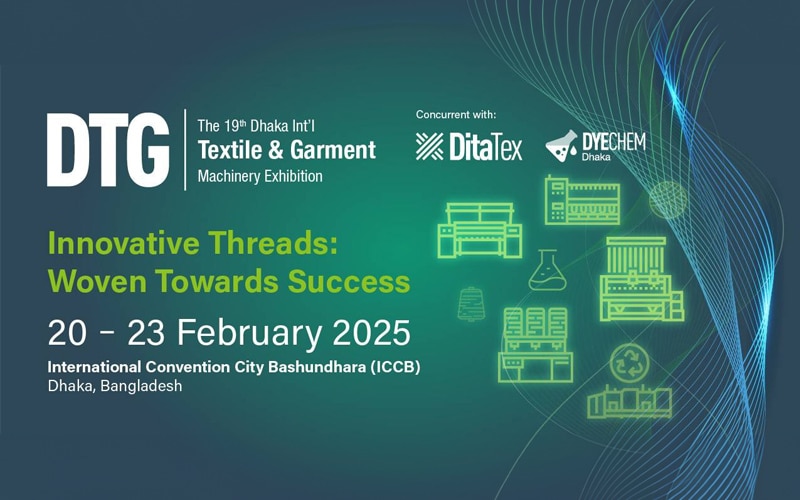 DTG
The 19th Dhaka Int'l
Textile & Garment
Machinery Exhibition
Concurrent with:
DitaTex
DYECHEM
Dhaka
Innovative Threads:
Woven Towards Success
20 – 23 February 2025
International Convention City Bashundhara (ICCB)
Dhaka, Bangladesh